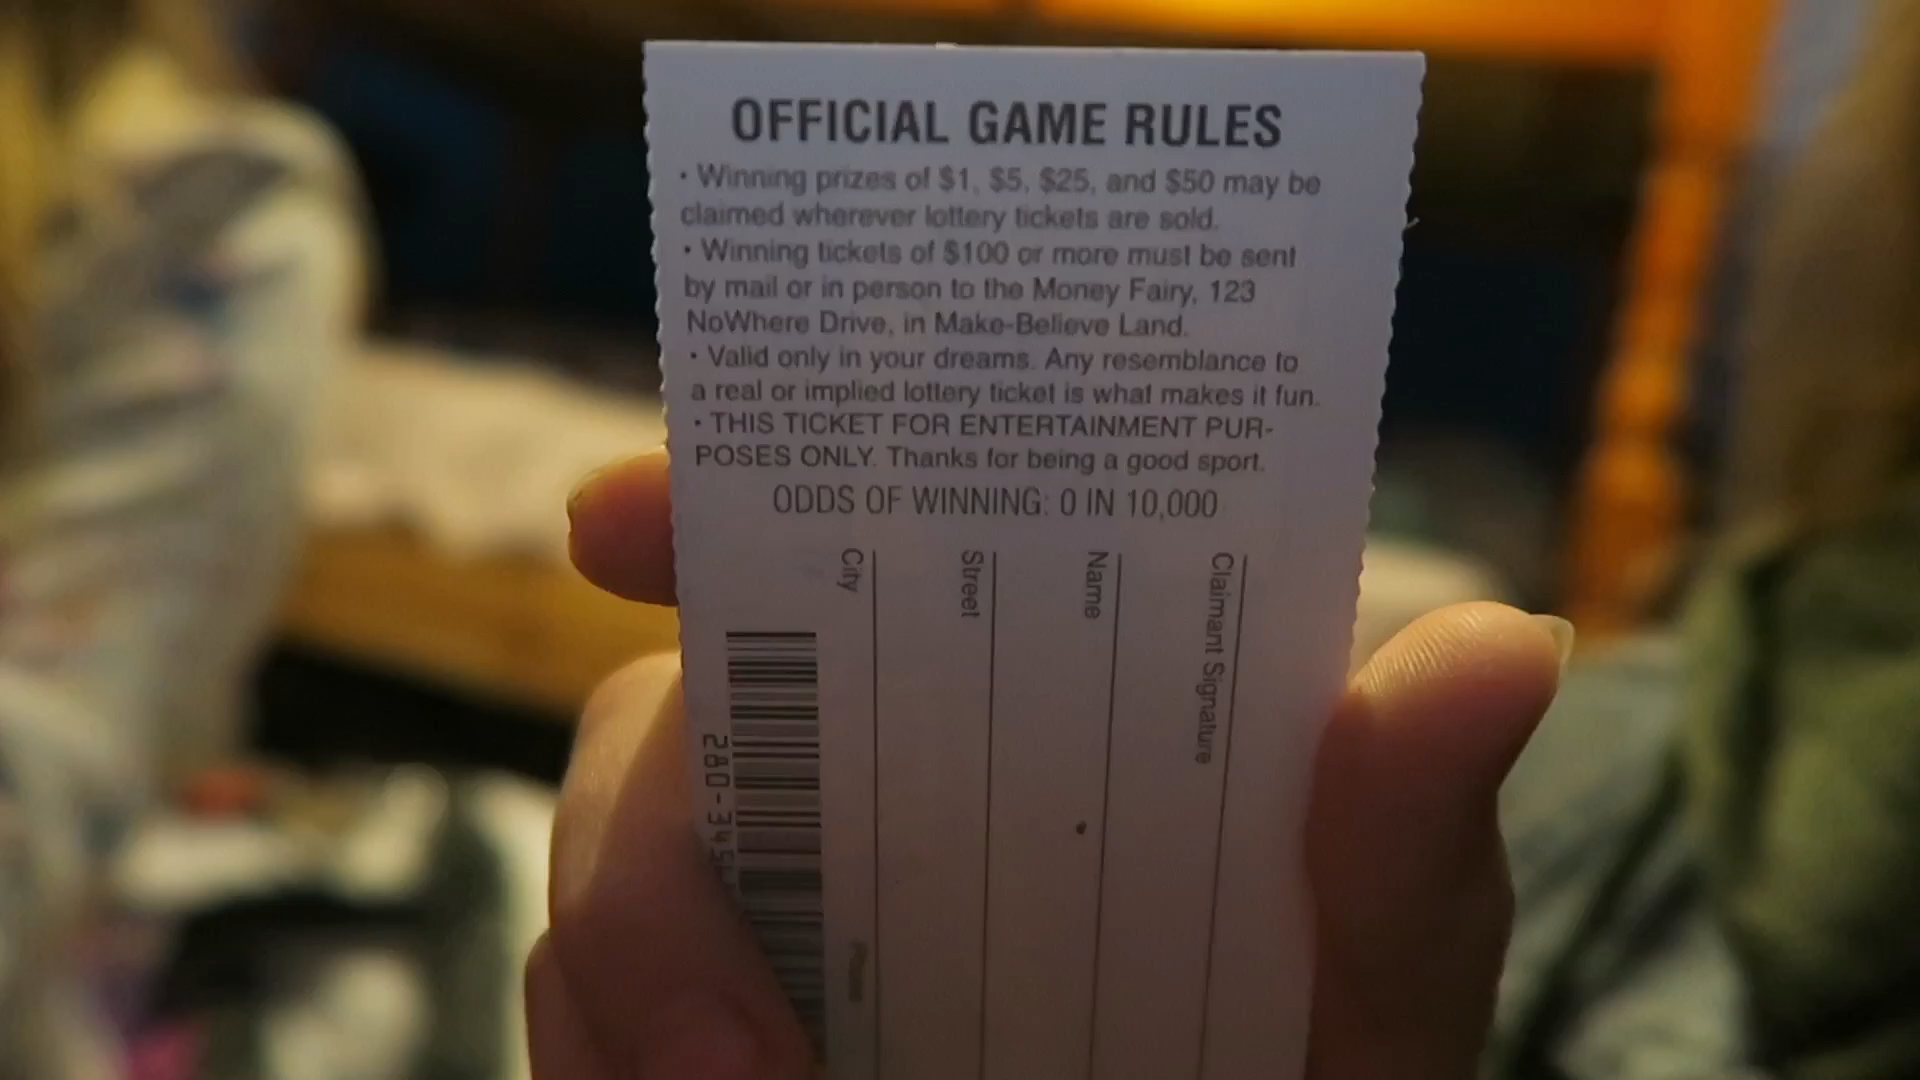 OFFICIAL GAME RULES
• Winning prizes of $1, $5, $25, and $50 may be
claimed wherever lottery tickets are sold.
• Winning tickets of $100 or more must be sent
by mail or in person to the Money Fairy, 123
NoWhere Drive, in Make-Believe Land.
• Valid only in your dreams. Any resemblance to
a real or implied lottery ticket is what makes it fun.
• THIS TICKET FOR ENTERTAINMENT PUR-
POSES ONLY. Thanks for being a good sport.
ODDS OF WINNING: 0 IN 10,000
Claimant Signature
Name
Street
City
Phone
280-345